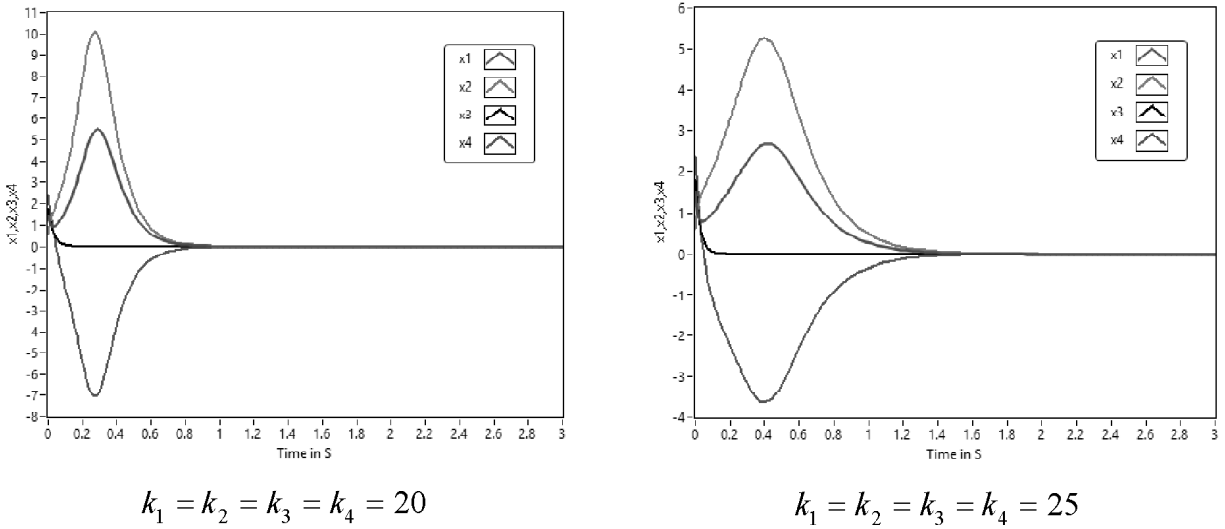 11
10
9
8
7
6
5
4
3
2
1
0
-1
-2
-3
-4
-5
-6
-7
-8
x1,x2,x3,x4
x1
x2
x3
x4
0 0.2 0.4 0.6 0.8 1 1.2 1.4 1.6 1.8 2 2.2 2.4 2.6 2.8 3
Time in S
k₁ = k₂ = k₃ = k₄ = 20
6
5
4
3
2
1
0
-1
-2
-3
-4
x1,x2,x3,x4
x1
x2
x3
x4
0 0.2 0.4 0.6 0.8 1 1.2 1.4 1.6 1.8 2 2.2 2.4 2.6 2.8 3
Time in S
k₁ = k₂ = k₃ = k₄ = 25